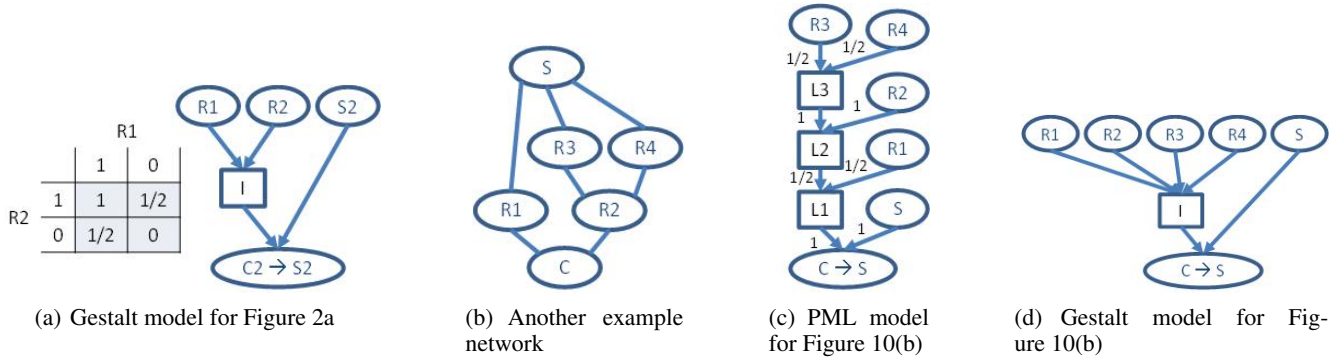 R1
1 0
R2 1 1 1/2
0 1/2 0
R1 R2 S2
I
C2 → S2
(a) Gestalt model for Figure 2a
S
R3 R4
R1 R2
C
(b) Another example
network
R3 R4
1/2 1/2
L3 R2
1 1
L2 R1
1/2 1/2
L1 S
1 1
C → S
(c) PML model
for Figure 10(b)
R1 R2 R3 R4 S
I
C → S
(d) Gestalt model for Fig-
ure 10(b)